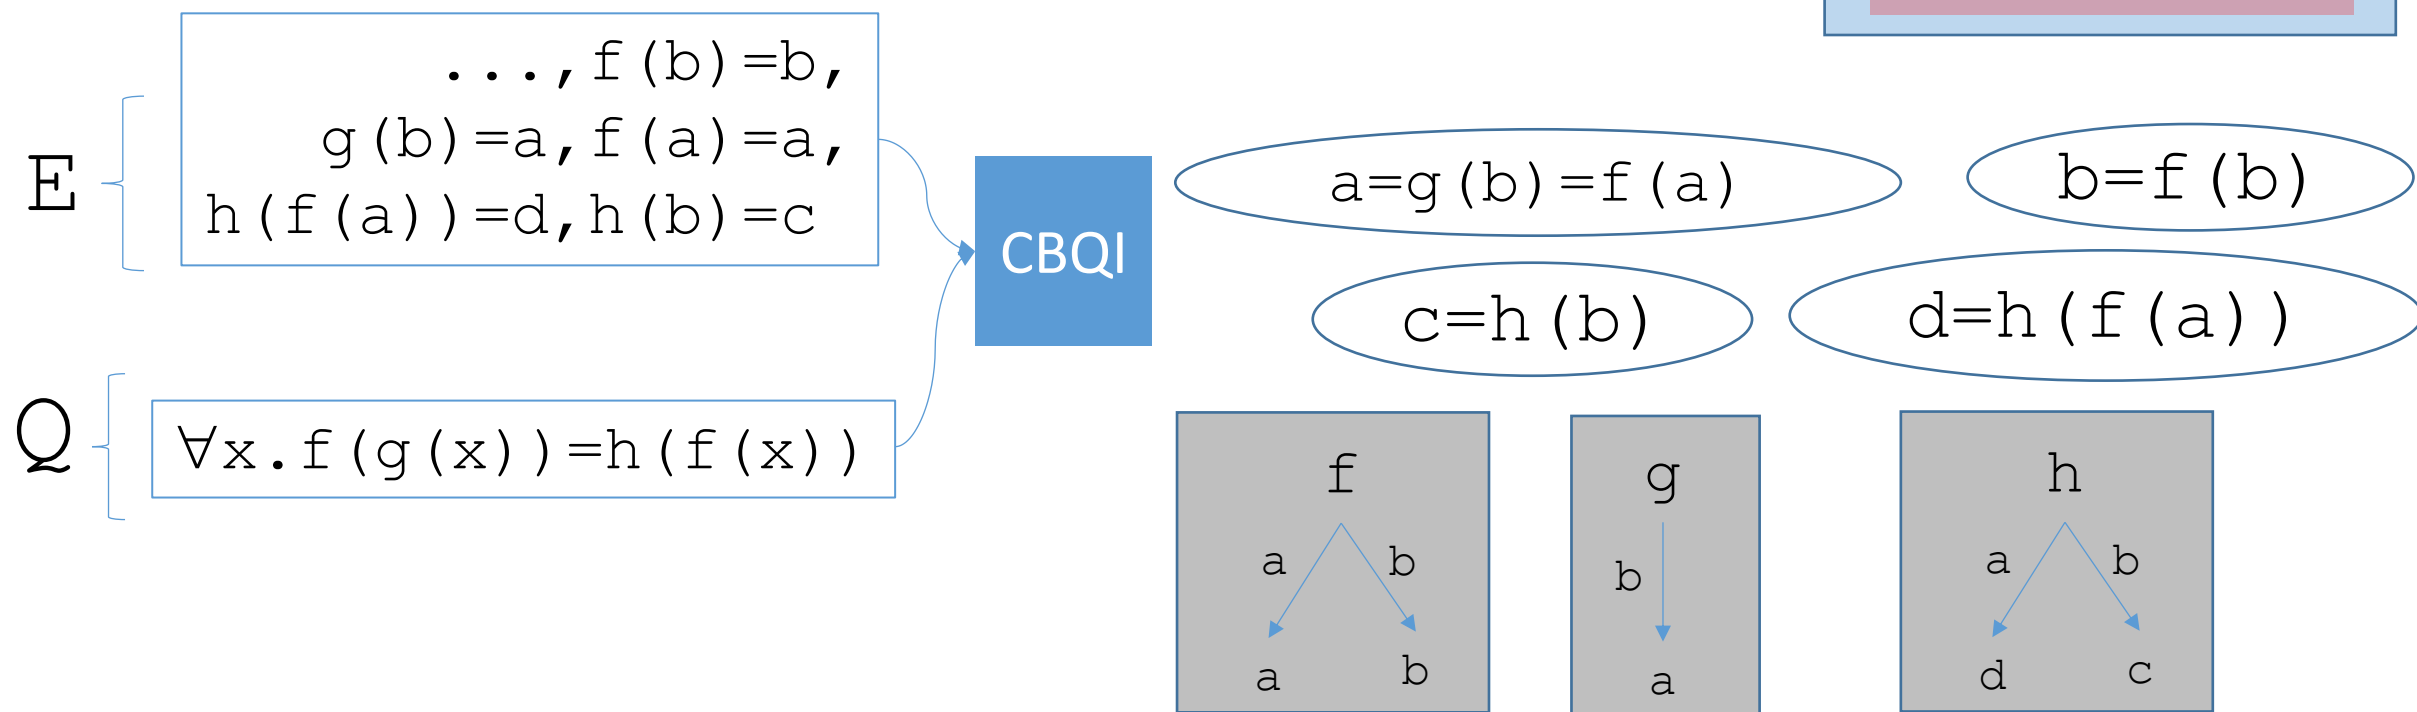 ...,f(b)=b,
g(b)=a,f(a)=a,
h(f(a))=d,h(b)=c
E
Q
∀x.f(g(x))=h(f(x))
CBQI
a=g(b)=f(a)
b=f(b)
c=h(b)
d=h(f(a))
f
a b
a b
g
b
a
h
a b
d c